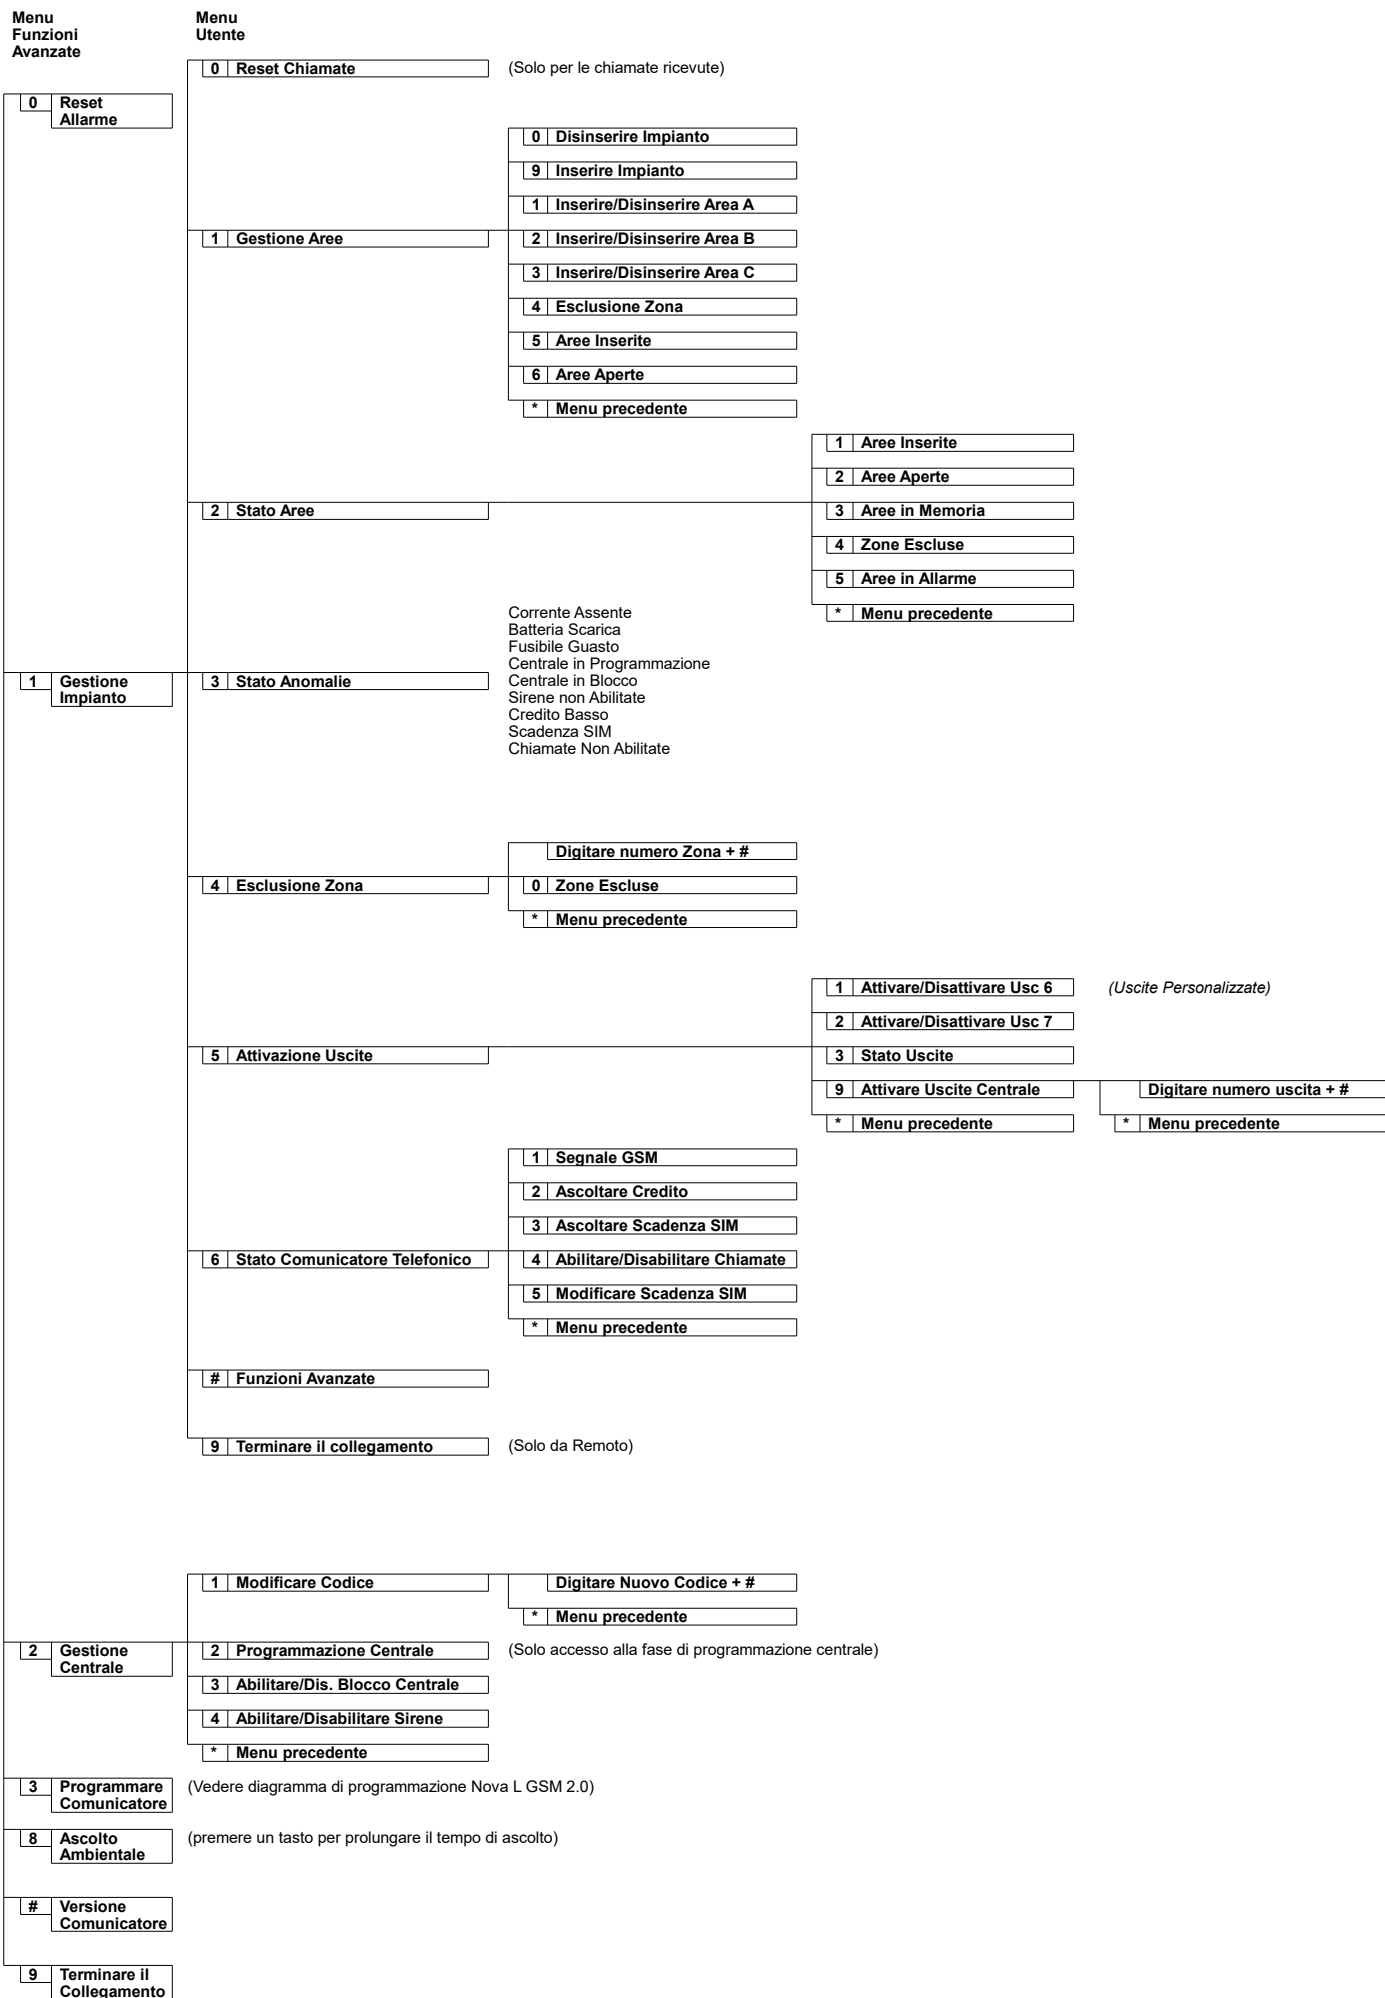 Menu
Funzioni
Avanzate
Menu
Utente
0 Reset Chiamate (Solo per le chiamate ricevute)
0 Reset
Allarme
0 Disinserire Impianto
9 Inserire Impianto
1 Inserire/Disinserire Area A
1 Gestione Aree
2 Inserire/Disinserire Area B
3 Inserire/Disinserire Area C
4 Esclusione Zona
5 Aree Inserite
6 Aree Aperte
* Menu precedente
1 Aree Inserite
2 Aree Aperte
2 Stato Aree
3 Aree in Memoria
4 Zone Escluse
5 Aree in Allarme
* Menu precedente
Corrente Assente
Batteria Scarica
Fusibile Guasto
Centrale in Programmazione
Centrale in Blocco
Sirene non Abilitate
Credito Basso
Scadenza SIM
Chiamate Non Abilitate
1 Gestione
Impianto
3 Stato Anomalie
Digitare numero Zona + #
4 Esclusione Zona
0 Zone Escluse
* Menu precedente
1 Attivare/Disattivare Usc 6 (Uscite Personalizzate)
2 Attivare/Disattivare Usc 7
5 Attivazione Uscite
3 Stato Uscite
9 Attivare Uscite Centrale
Digitare numero uscita + #
* Menu precedente
* Menu precedente
1 Segnale GSM
2 Ascoltare Credito
3 Ascoltare Scadenza SIM
6 Stato Comunicatore Telefonico
4 Abilitare/Disabilitare Chiamate
5 Modificare Scadenza SIM
* Menu precedente
# Funzioni Avanzate
9 Terminare il collegamento (Solo da Remoto)
1 Modificare Codice
Digitare Nuovo Codice + #
* Menu precedente
2 Gestione
Centrale
2 Programmazione Centrale (Solo accesso alla fase di programmazione centrale)
3 Abilitare/Dis. Blocco Centrale
4 Abilitare/Disabilitare Sirene
* Menu precedente
3 Programmare
Comunicatore
(Vedere diagramma di programmazione Nova L GSM 2.0)
8 Ascolto
Ambientale
(premere un tasto per prolungare il tempo di ascolto)
# Versione
Comunicatore
9 Terminare il
Collegamento